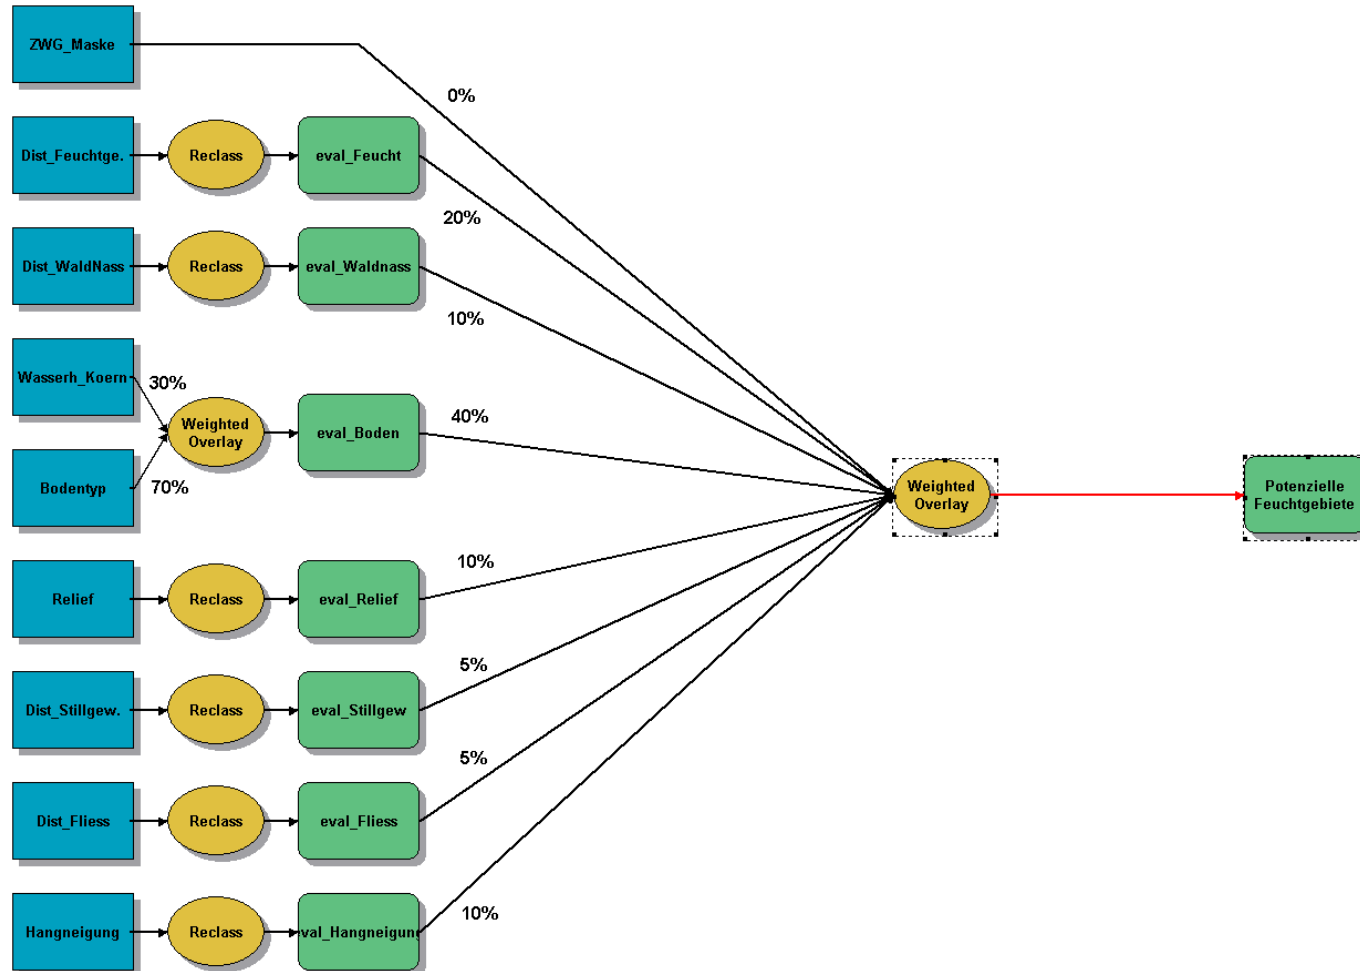 ZWG_Maske
0%
Dist_Feuchtge.
Reclass
eval_Feucht
20%
Dist_WaldNass
Reclass
eval_Waldnass
10%
Wasserh_Koern
30%
Weighted
Overlay
eval_Boden
40%
Bodentyp
70%
Weighted
Overlay
Potenzielle
Feuchtgebiete
Relief
Reclass
eval_Relief
10%
Dist_Stillgew.
Reclass
eval_Stillgew
5%
Dist_Fliess
Reclass
eval_Fliess
5%
Hangneigung
Reclass
eval_Hangneigung
10%